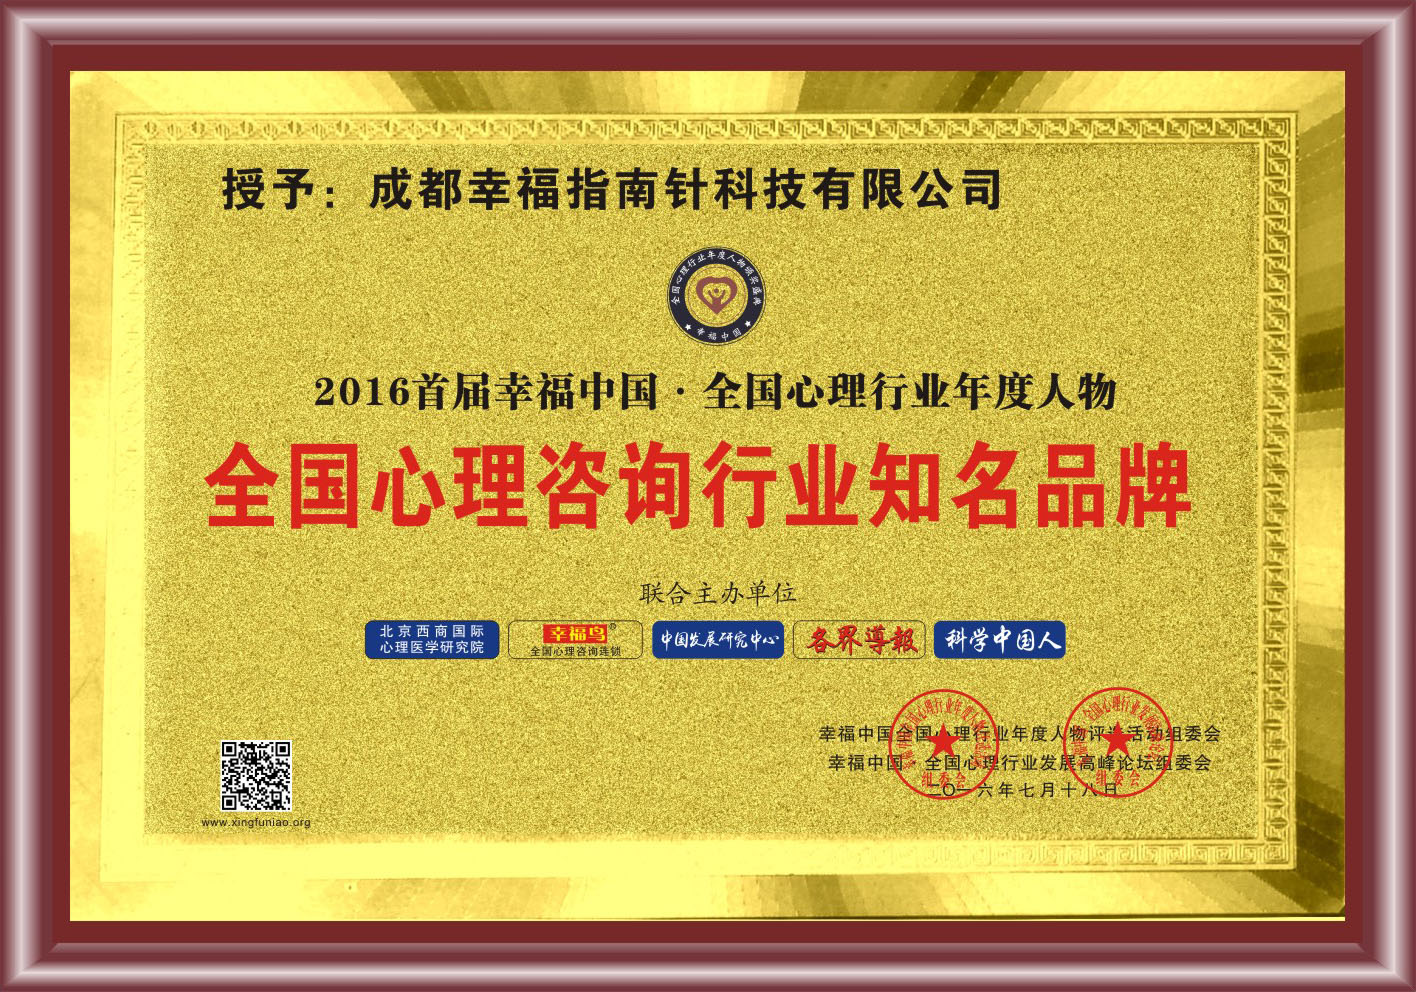 授予：成都幸福指南针科技有限公司
全国心理行业年度人物颁奖盛典
幸福中国
2016首届幸福中国·全国心理行业年度人物
全国心理咨询行业知名品牌
联合主办单位
北京西南国际
心理医学研究院
幸福鸟®
全国心理咨询连锁
中国发展研究中心
各界導報
科学中国人
幸福中国全国心理行业年度人物评选活动组委会
幸福中国·全国心理行业发展高峰论坛组委会
二〇一六年七月十八日
组委会
组委会
www.xingfuniao.org